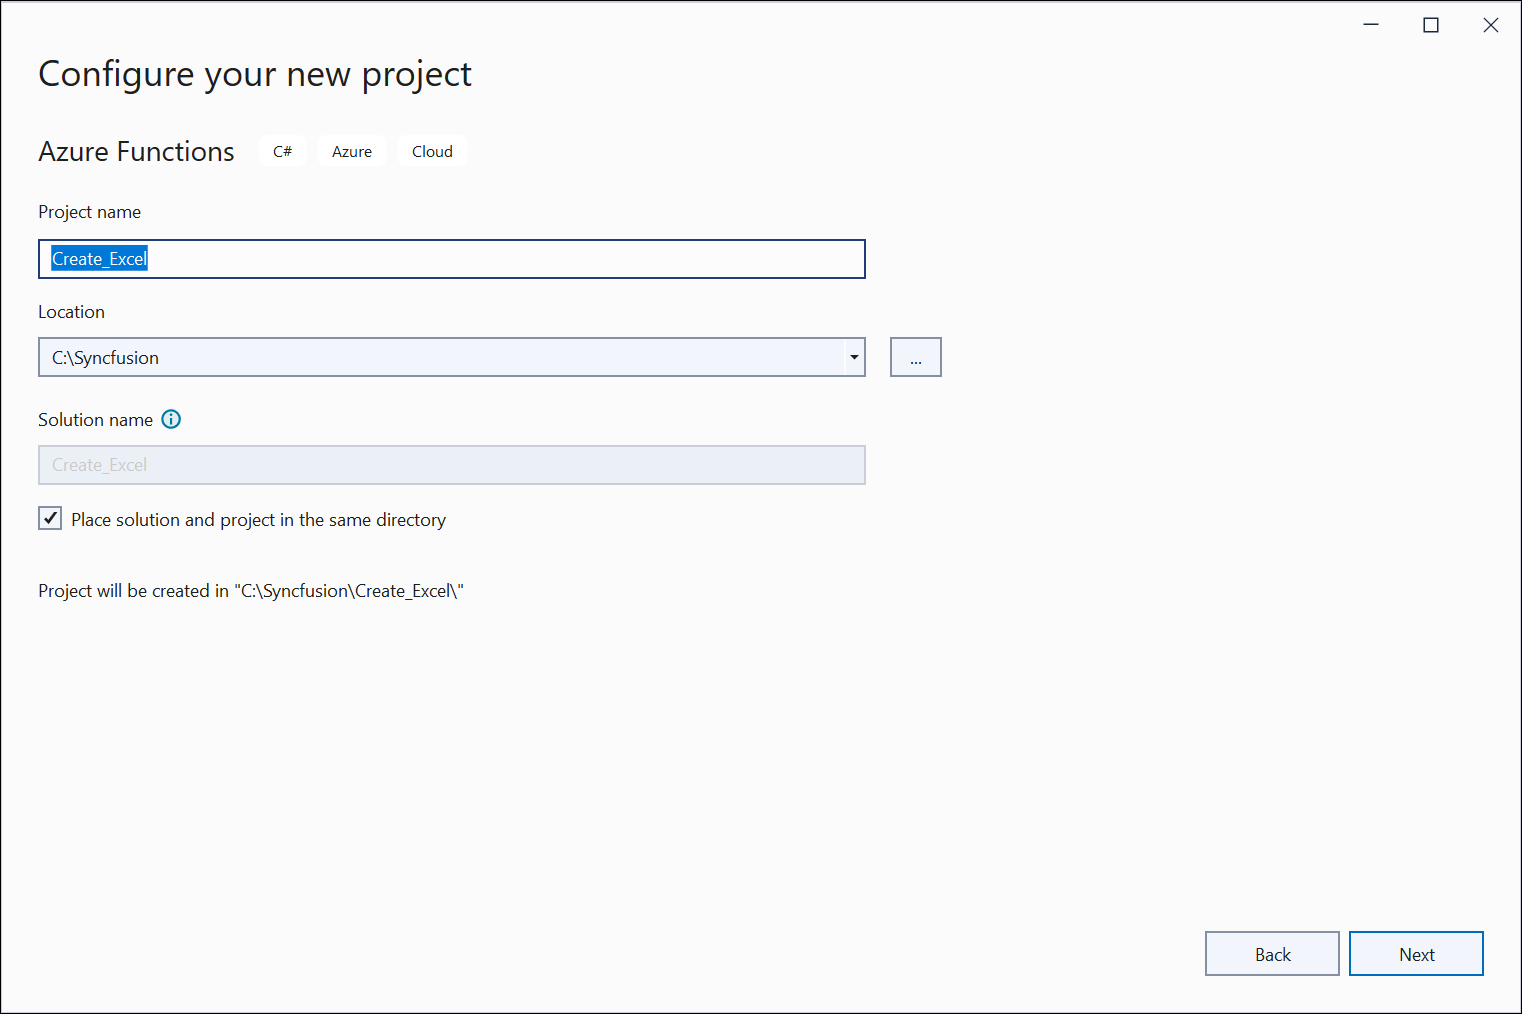 Configure your new project
Azure Functions C# Azure Cloud
Project name
Create_Excel
Location
C:\Syncfusion
...
Solution name
Create_Excel
Place solution and project in the same directory
Project will be created in "C:\Syncfusion\Create_Excel\"
Back Next